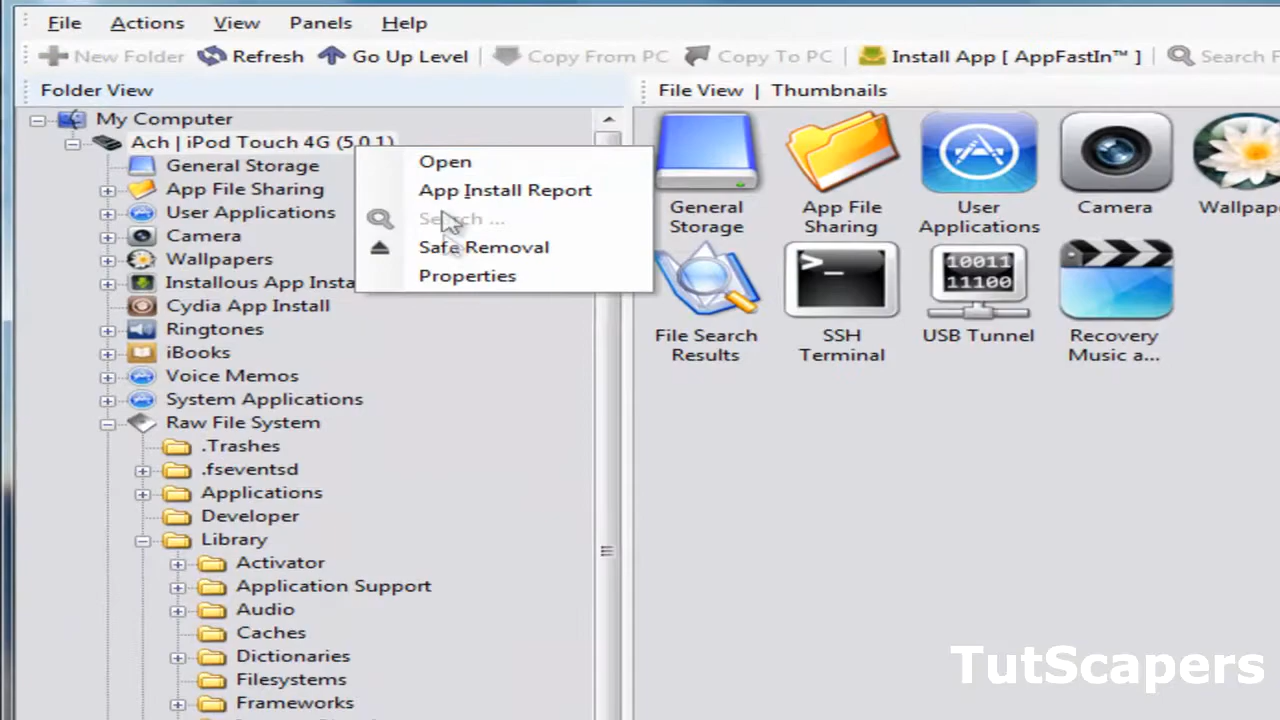 File Actions View Panels Help
New Folder Refresh Go Up Level Copy From PC Copy To PC Install App [ AppFastIn™ ] Search F
Folder View
File View | Thumbnails
My Computer
Ach | iPod Touch 4G (5.0.1)
General Storage
App File Sharing
User Applications
Camera
Wallpapers
Installous App Insta
Cydia App Install
Ringtones
iBooks
Voice Memos
System Applications
Raw File System
.Trashes
.fseventsd
Applications
Developer
Library
Activator
Application Support
Audio
Caches
Dictionaries
Filesystems
Frameworks
Open
App Install Report
Search ...
Safe Removal
Properties
General
Storage
App File
Sharing
User
Applications
Camera
Wallpap
File Search
Results
SSH
Terminal
10011
11100
USB Tunnel
Recovery
Music a...
TutScapers